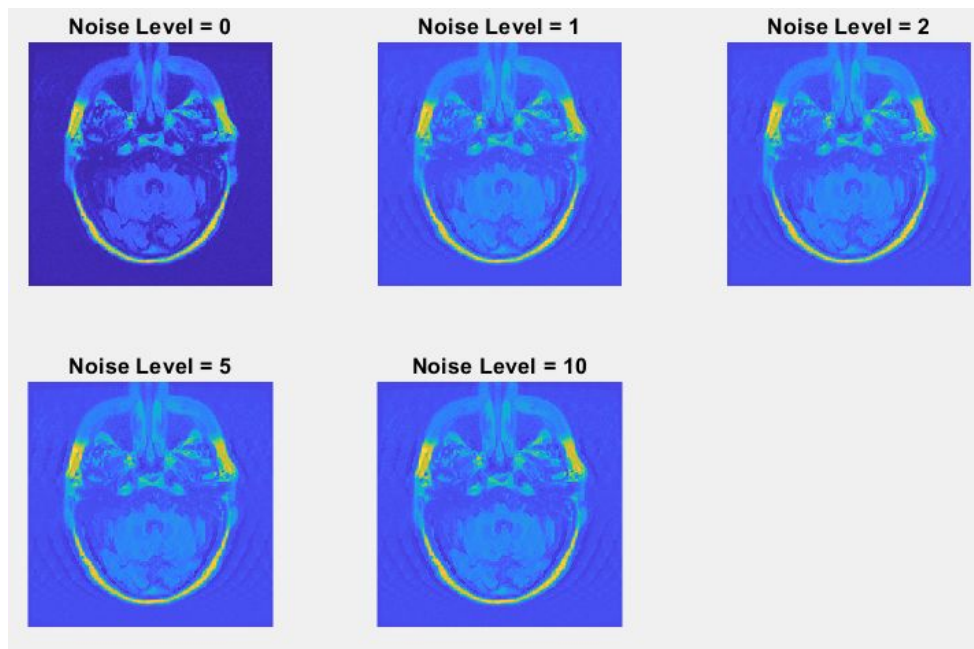 Noise Level = 0
Noise Level = 1
Noise Level = 2
Noise Level = 5
Noise Level = 10